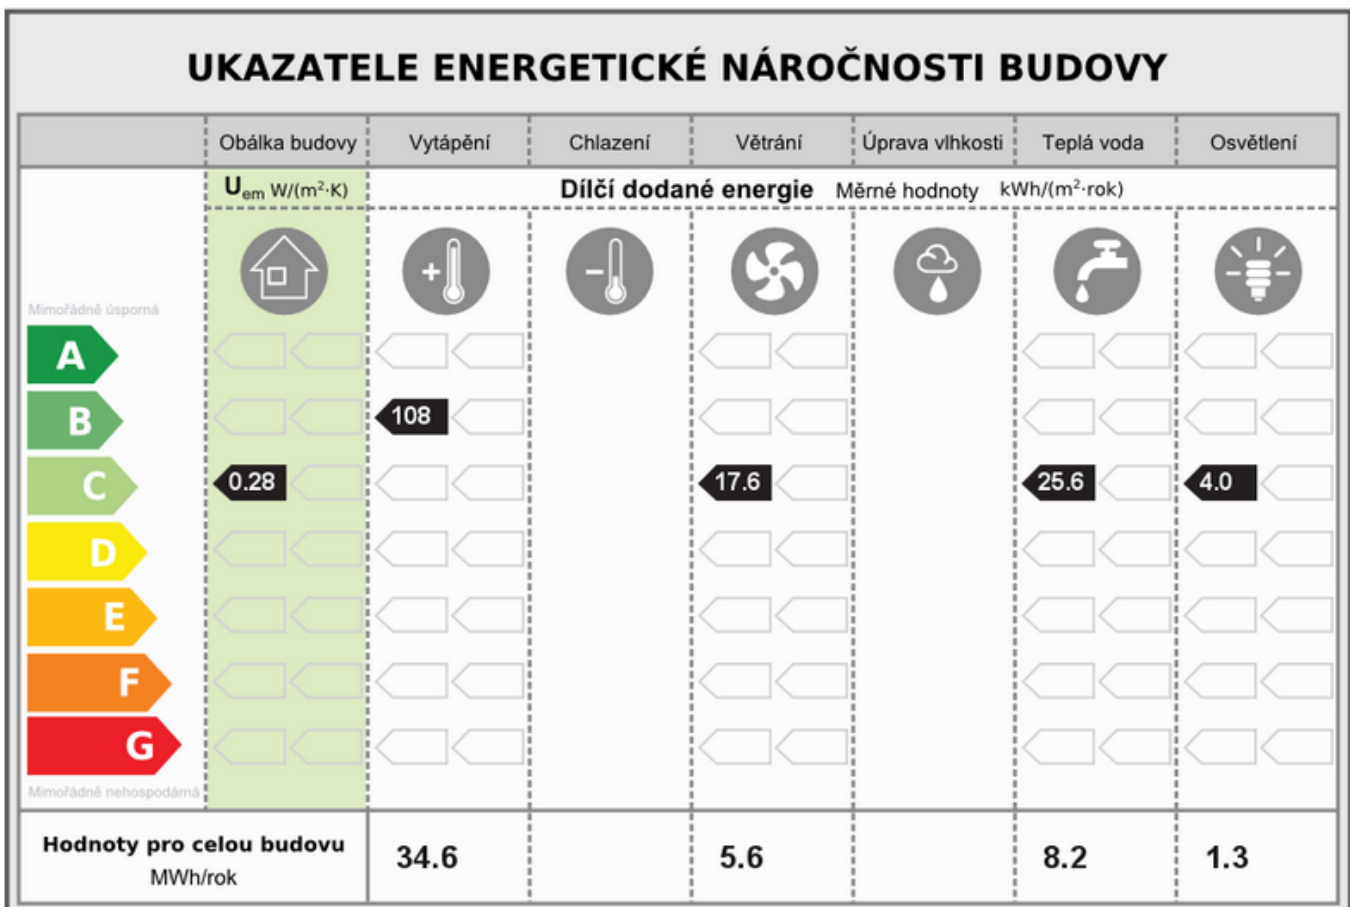 UKAZATELE ENERGETICKÉ NÁROČNOSTI BUDOVY
Obálka budovy Vytápění Chlazení Větrání Úprava vlhkosti Teplá voda Osvětlení
Uem W/(m²·K) Dílčí dodané energie Měrné hodnoty kWh/(m²·rok)
+ −
Mimořádně úsporná
A
B 108
C 0.28 17.6 25.6 4.0
D
E
F
G
Mimořádně nehospodárná
Hodnoty pro celou budovu
MWh/rok 34.6 5.6 8.2 1.3